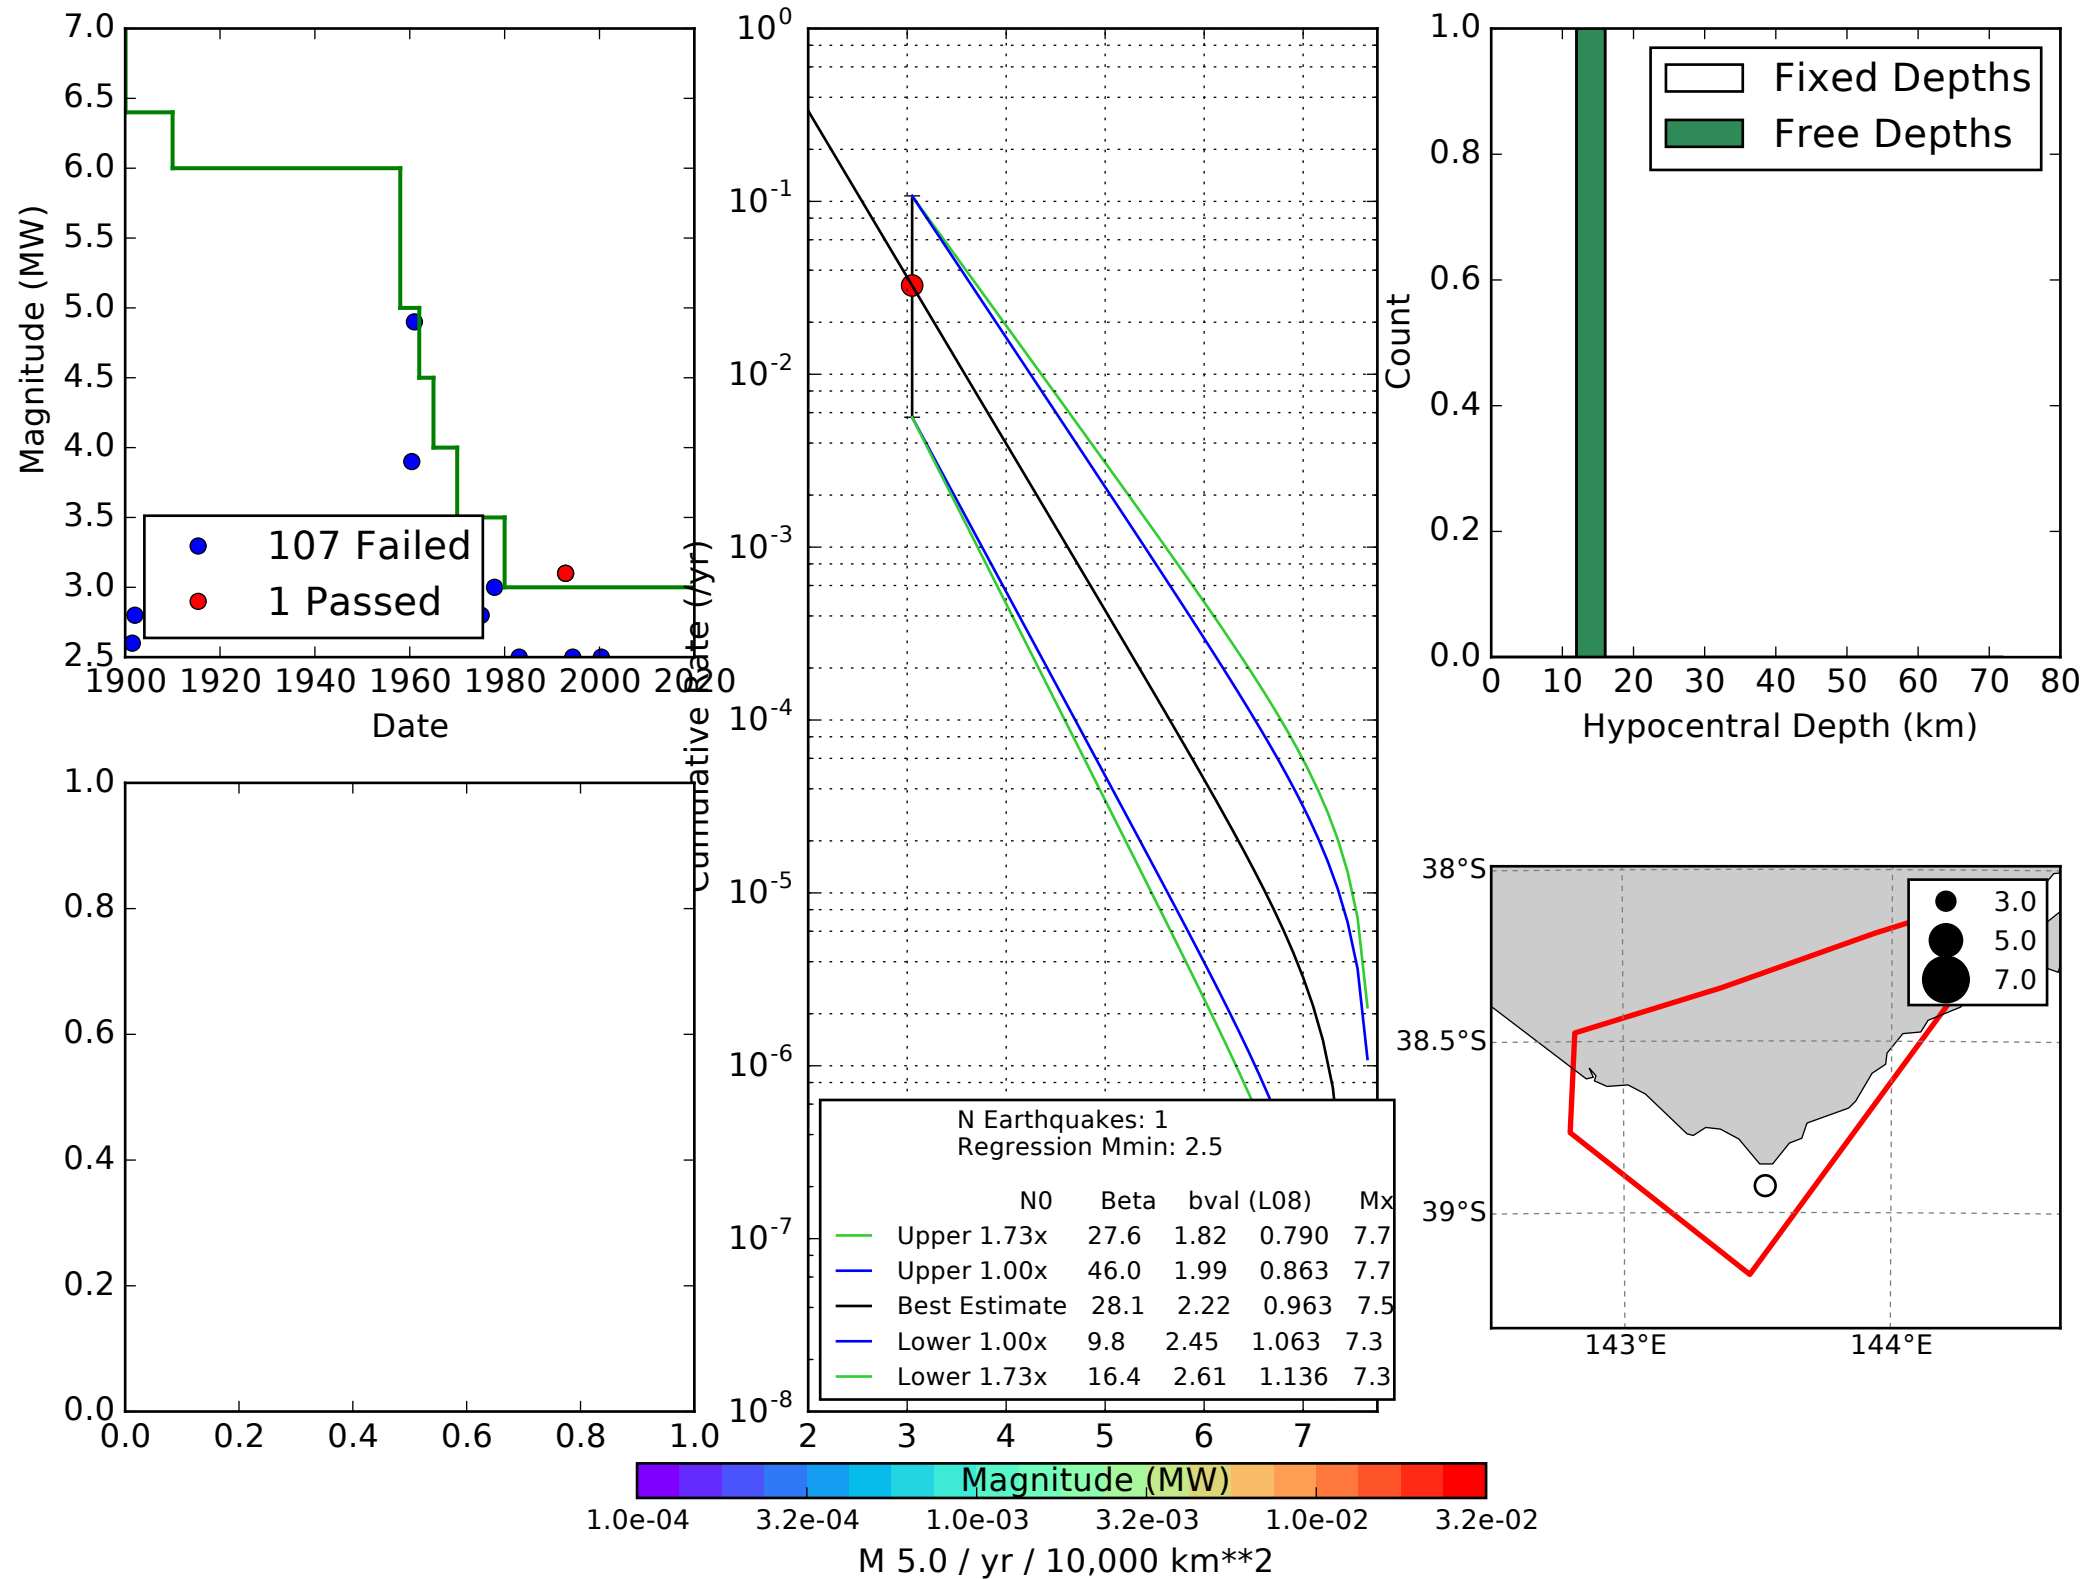 7.0
6.5
6.0
5.5
5.0
4.5
4.0
3.5
3.0
2.5
Magnitude (MW)
107 Failed
1 Passed
1900 1920 1940 1960 1980 2000 2020
Date
1.0
0.8
0.6
0.4
0.2
0.0
0.0 0.2 0.4 0.6 0.8 1.0
Cumulative Rate (/yr)
10^0
10^-1
10^-2
10^-3
10^-4
10^-5
10^-6
10^-7
10^-8
N Earthquakes: 1
Regression Mmin: 2.5
N0 Beta bval (L08) Mx
Upper 1.73x 27.6 1.82 0.790 7.7
Upper 1.00x 46.0 1.99 0.863 7.7
Best Estimate 28.1 2.22 0.963 7.5
Lower 1.00x 9.8 2.45 1.063 7.3
Lower 1.73x 16.4 2.61 1.136 7.3
2 3 4 5 6 7
Magnitude (MW)
1.0e-04 3.2e-04 1.0e-03 3.2e-03 1.0e-02 3.2e-02
M 5.0 / yr / 10,000 km**2
Count
1.0
0.8
0.6
0.4
0.2
0.0
Fixed Depths
Free Depths
0 10 20 30 40 50 60 70 80
Hypocentral Depth (km)
38°S
38.5°S
39°S
3.0
5.0
7.0
143°E 144°E